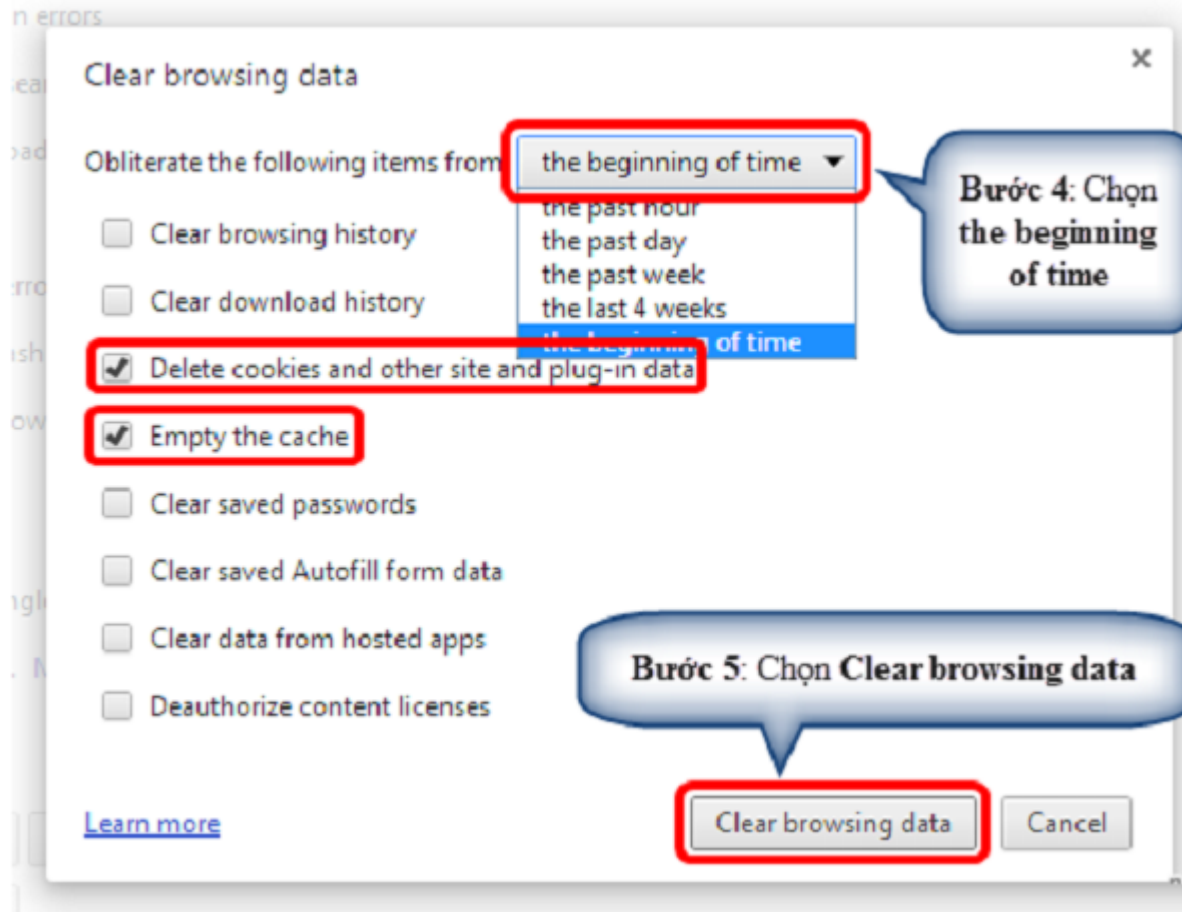 n errors
Clear browsing data
Obliterate the following items from
the beginning of time
the past hour
the past day
the past week
the last 4 weeks
the beginning of time
Bước 4: Chọn
the beginning
of time
Clear browsing history
Clear download history
Delete cookies and other site and plug-in data
Empty the cache
Clear saved passwords
Clear saved Autofill form data
Clear data from hosted apps
Deauthorize content licenses
Bước 5: Chọn Clear browsing data
Learn more
Clear browsing data
Cancel